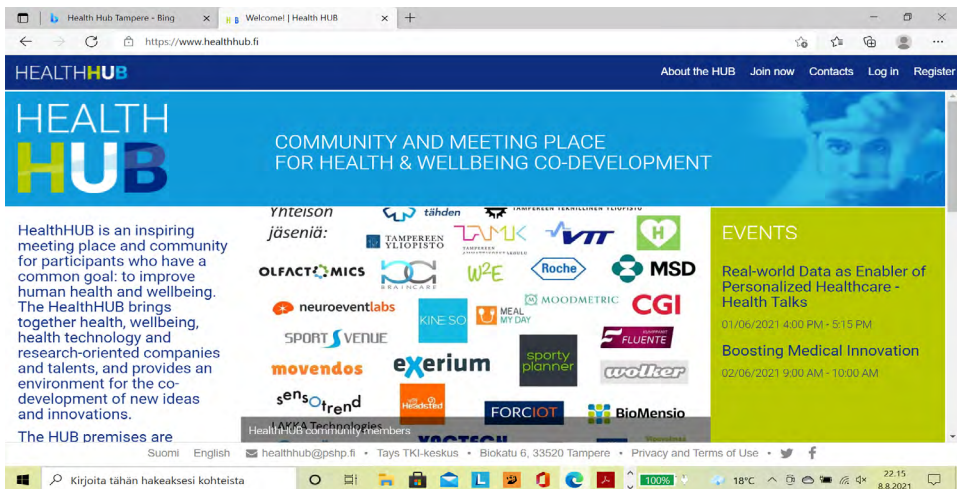 Health Hub Tampere - Bing
Welcome! | Health HUB
https://www.healthhub.fi
HEALTHHUB
About the HUB Join now Contacts Log in Register
HEALTH
HUB
COMMUNITY AND MEETING PLACE
FOR HEALTH & WELLBEING CO-DEVELOPMENT
HealthHUB is an inspiring
meeting place and community
for participants who have a
common goal: to improve
human health and wellbeing.
The HealthHUB brings
together health, wellbeing,
health technology and
research-oriented companies
and talents, and provides an
environment for the co-
development of new ideas
and innovations.
The HUB premises are
Yhteisön
jäseniä:
tähden
TAMPEREEN TEKNILLINEN YLIOPISTO
TAMPEREEN
YLIOPISTO
TAMK
VTT
H
OLFACTOMICS
BRAINCARE
W2E
Roche
MSD
neuroeventlabs
KINE SO
MEAL
MY DAY
MOODMETRIC
CGI
SPORT VENUE
FLUENTE
movendos
exerium
sporty
planner
wolker
sensotrend
Headsted
FORCIOT
BioMensio
LAKKA Technologies
HealthHUB community members
EVENTS
Real-world Data as Enabler of
Personalized Healthcare -
Health Talks
01/06/2021 4:00 PM - 5:15 PM
Boosting Medical Innovation
02/06/2021 9:00 AM - 10:00 AM
Suomi English healthhub@pshp.fi • Tays TKI-keskus • Biokatu 6, 33520 Tampere • Privacy and Terms of Use •
Kirjoita tähän hakeaksesi kohteista
100%
18°C
22.15
8.8.2021